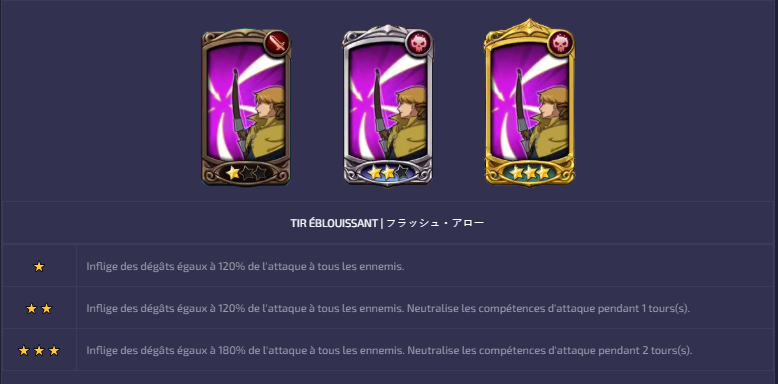 TIR ÉBLOUISSANT | フラッシュ・アロー
Inflige des dégâts égaux à 120% de l'attaque à tous les ennemis.
Inflige des dégâts égaux à 120% de l'attaque à tous les ennemis. Neutralise les compétences d'attaque pendant 1 tours(s).
Inflige des dégâts égaux à 180% de l'attaque à tous les ennemis. Neutralise les compétences d'attaque pendant 2 tours(s).